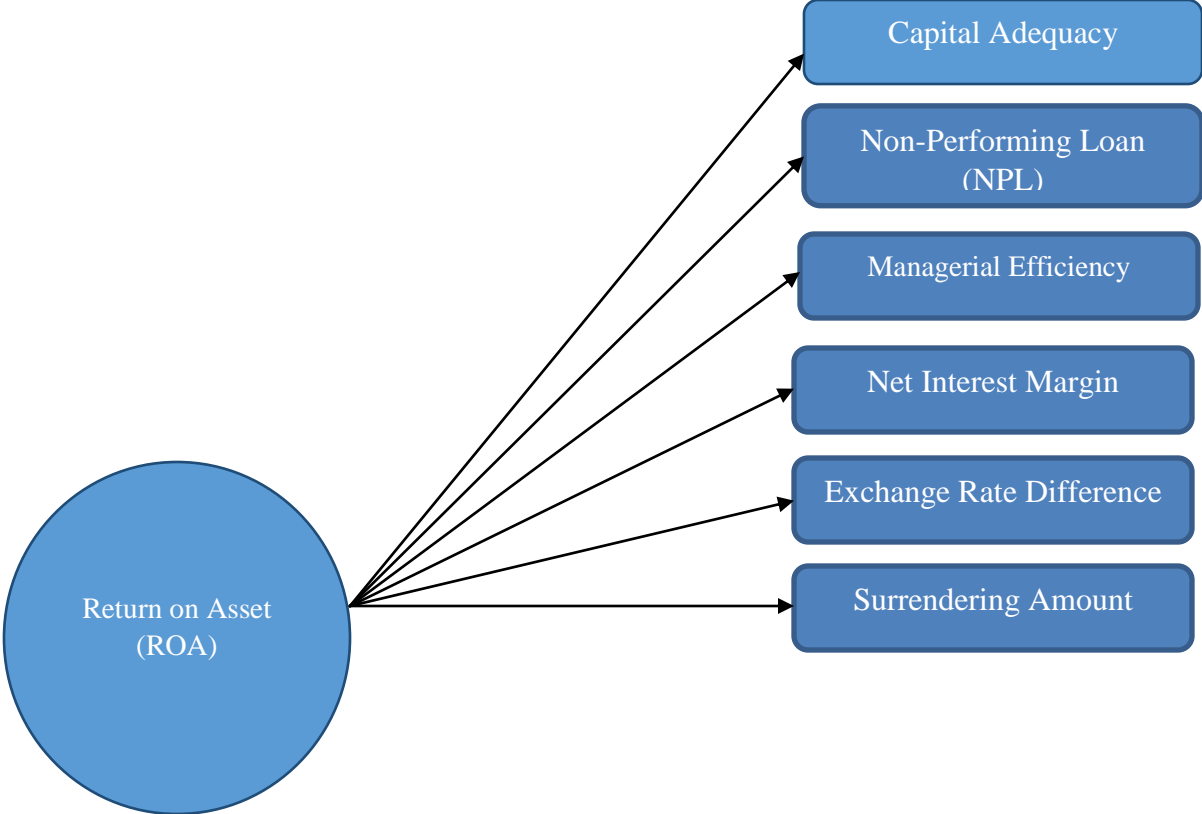 Capital Adequacy
Non-Performing Loan
(NPL)
Managerial Efficiency
Net Interest Margin
Exchange Rate Difference
Return on Asset
(ROA)
Surrendering Amount